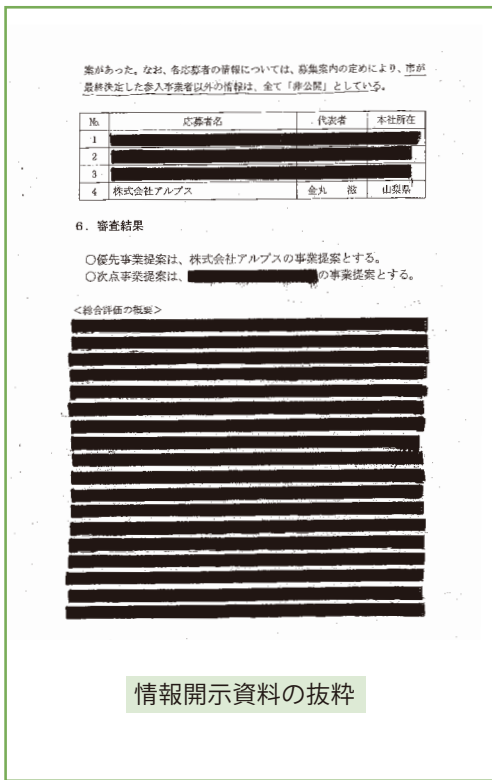 案があった。なお、各応募者の情報については、募集案内の定めにより、市が
最終決定した参入事業者以外の情報は、全て「非公開」としている。
No. 応募者名 代表者 本社所在
1
2
3
4 株式会社アルプス 金丸 滋 山梨県
6．審査結果
○優先事業提案は、株式会社アルプスの事業提案とする。
○次点事業提案は、の事業提案とする。
＜総合評価の概要＞
情報開示資料の抜粋